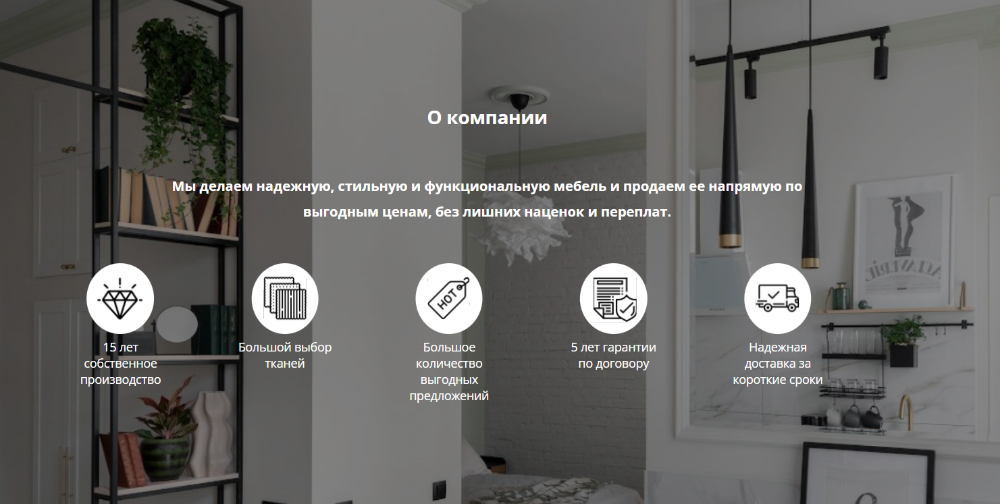 О компании
Мы делаем надежную, стильную и функциональную мебель и продаем ее напрямую по
выгодным ценам, без лишних наценок и переплат.
HOT
15 лет
собственное
производство
Большой выбор
тканей
Большое
количество
выгодных
предложений
5 лет гарантии
по договору
Надежная
доставка за
короткие сроки